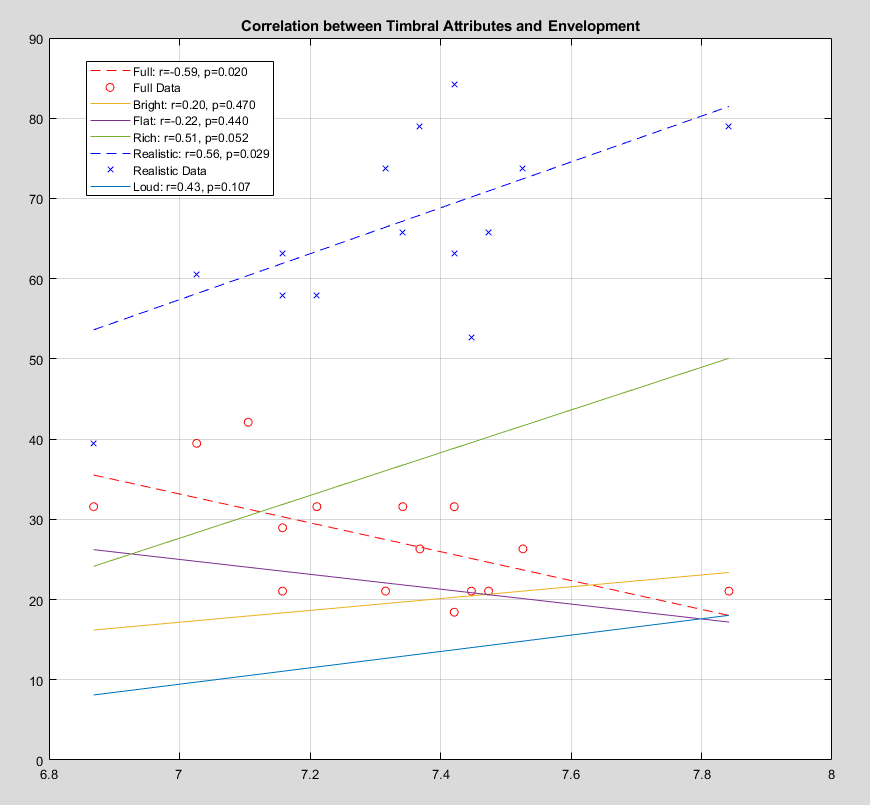 Correlation between Timbral Attributes and Envelopment
90
80
70
60
50
40
30
20
10
0
Full: r=-0.59, p=0.020
Full Data
Bright: r=0.20, p=0.470
Flat: r=-0.22, p=0.440
Rich: r=0.51, p=0.052
Realistic: r=0.56, p=0.029
Realistic Data
Loud: r=0.43, p=0.107
6.8 7 7.2 7.4 7.6 7.8 8